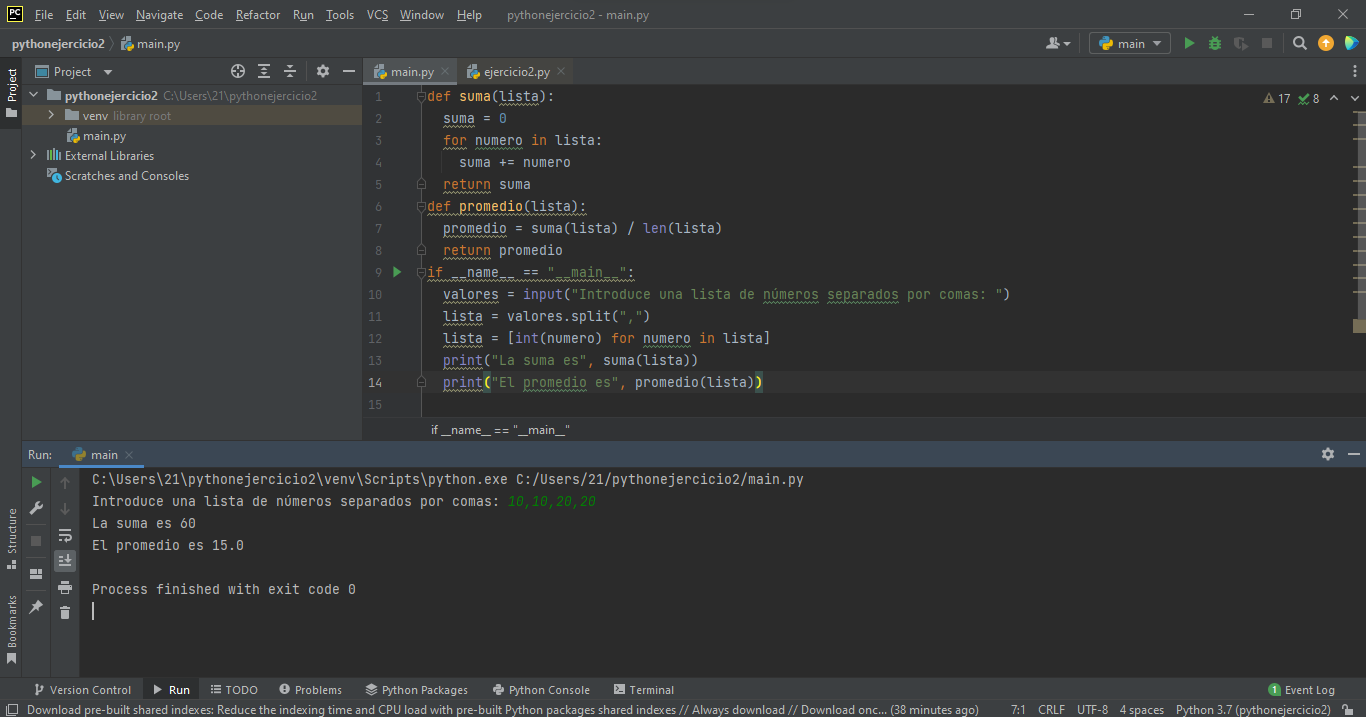 PC File Edit View Navigate Code Refactor Run Tools VCS Window Help pythonejercicio2 - main.py
pythonejercicio2 main.py main
Project main.py ejercicio2.py
Project
pythonejercicio2 C:\Users\21\pythonejercicio2
venv library root
main.py
External Libraries
Scratches and Consoles
17 8
1 def suma(lista):
2 suma = 0
3 for numero in lista:
4 suma += numero
5 return suma
6 def promedio(lista):
7 promedio = suma(lista) / len(lista)
8 return promedio
9 if __name__ == "__main__":
10 valores = input("Introduce una lista de números separados por comas: ")
11 lista = valores.split(",")
12 lista = [int(numero) for numero in lista]
13 print("La suma es", suma(lista))
14 print("El promedio es", promedio(lista))
15
if __name__ == "__main__"
Run: main
C:\Users\21\pythonejercicio2\venv\Scripts\python.exe C:/Users/21/pythonejercicio2/main.py
Introduce una lista de números separados por comas: 10,10,20,20
La suma es 60
El promedio es 15.0
Process finished with exit code 0
Structure
Bookmarks
Version Control Run TODO Problems Python Packages Python Console Terminal 1 Event Log
Download pre-built shared indexes: Reduce the indexing time and CPU load with pre-built Python packages shared indexes // Always download // Download onc... (38 minutes ago) 7:1 CRLF UTF-8 4 spaces Python 3.7 (pythonejercicio2)